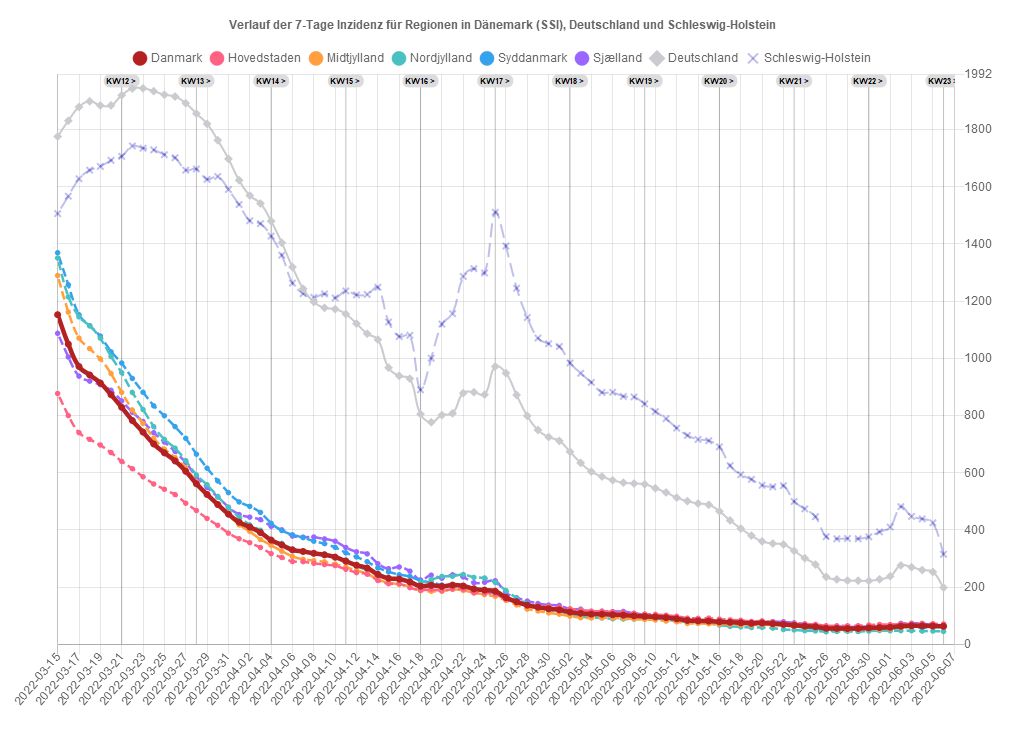 Verlauf der 7-Tage Inzidenz für Regionen in Dänemark (SSI), Deutschland und Schleswig-Holstein
Danmark Hovedstaden Midtjylland Nordjylland Syddanmark Sjælland Deutschland Schleswig-Holstein
KW12 > KW13 > KW14 > KW15 > KW16 > KW17 > KW18 > KW19 > KW20 > KW21 > KW22 > KW23 >
1992
1800
1600
1400
1200
1000
800
600
400
200
0
2022-03-15 2022-03-17 2022-03-19 2022-03-21 2022-03-23 2022-03-25 2022-03-27 2022-03-29 2022-03-31 2022-04-02 2022-04-04 2022-04-06 2022-04-08 2022-04-10 2022-04-12 2022-04-14 2022-04-16 2022-04-18 2022-04-20 2022-04-22 2022-04-24 2022-04-26 2022-04-28 2022-04-30 2022-05-02 2022-05-04 2022-05-06 2022-05-08 2022-05-10 2022-05-12 2022-05-14 2022-05-16 2022-05-18 2022-05-20 2022-05-22 2022-05-24 2022-05-26 2022-05-28 2022-05-30 2022-06-01 2022-06-03 2022-06-05 2022-06-07